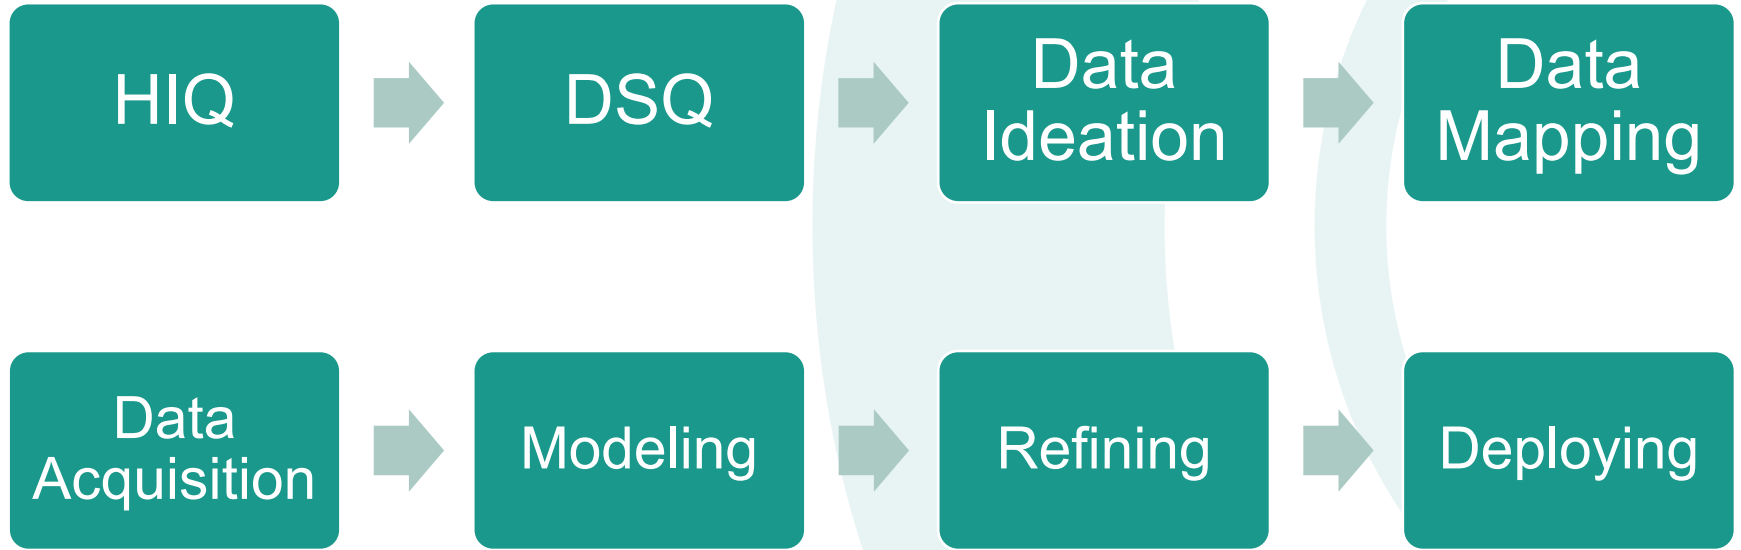 HIQ
DSQ
Data
Ideation
Data
Mapping
Data
Acquisition
Modeling
Refining
Deploying